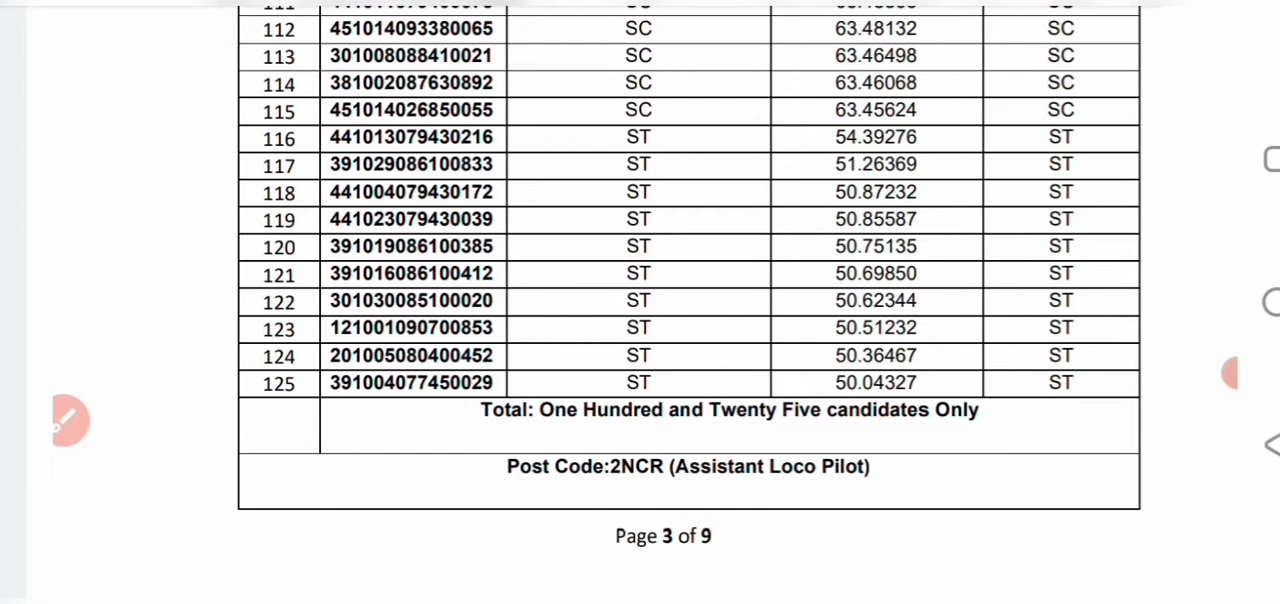 112 451014093380065 SC 63.48132 SC
113 301008088410021 SC 63.46498 SC
114 381002087630892 SC 63.46068 SC
115 451014026850055 SC 63.45624 SC
116 441013079430216 ST 54.39276 ST
117 391029086100833 ST 51.26369 ST
118 441004079430172 ST 50.87232 ST
119 441023079430039 ST 50.85587 ST
120 391019086100385 ST 50.75135 ST
121 391016086100412 ST 50.69850 ST
122 301030085100020 ST 50.62344 ST
123 121001090700853 ST 50.51232 ST
124 201005080400452 ST 50.36467 ST
125 391004077450029 ST 50.04327 ST
Total: One Hundred and Twenty Five candidates Only
Post Code:2NCR (Assistant Loco Pilot)
Page 3 of 9